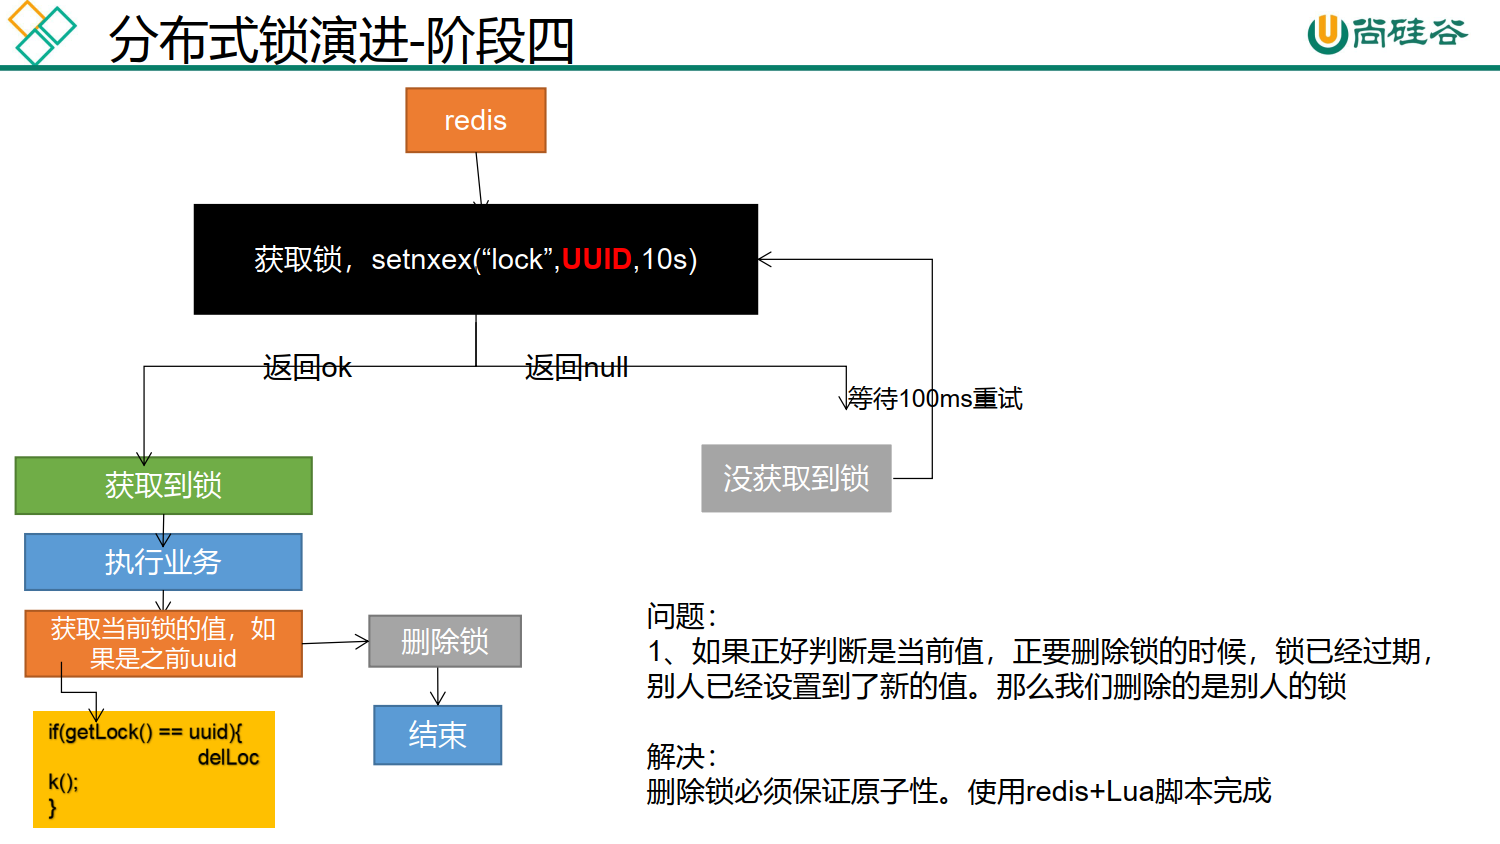 分布式锁演进-阶段四
尚硅谷
redis
获取锁，setnxex(“lock”,UUID,10s)
返回ok
返回null
等待100ms重试
获取到锁
没获取到锁
执行业务
获取当前锁的值，如
果是之前uuid
删除锁
if(getLock() == uuid){
delLoc
k();
}
结束
问题：
1、如果正好判断是当前值，正要删除锁的时候，锁已经过期，
别人已经设置到了新的值。那么我们删除的是别人的锁
解决：
删除锁必须保证原子性。使用redis+Lua脚本完成